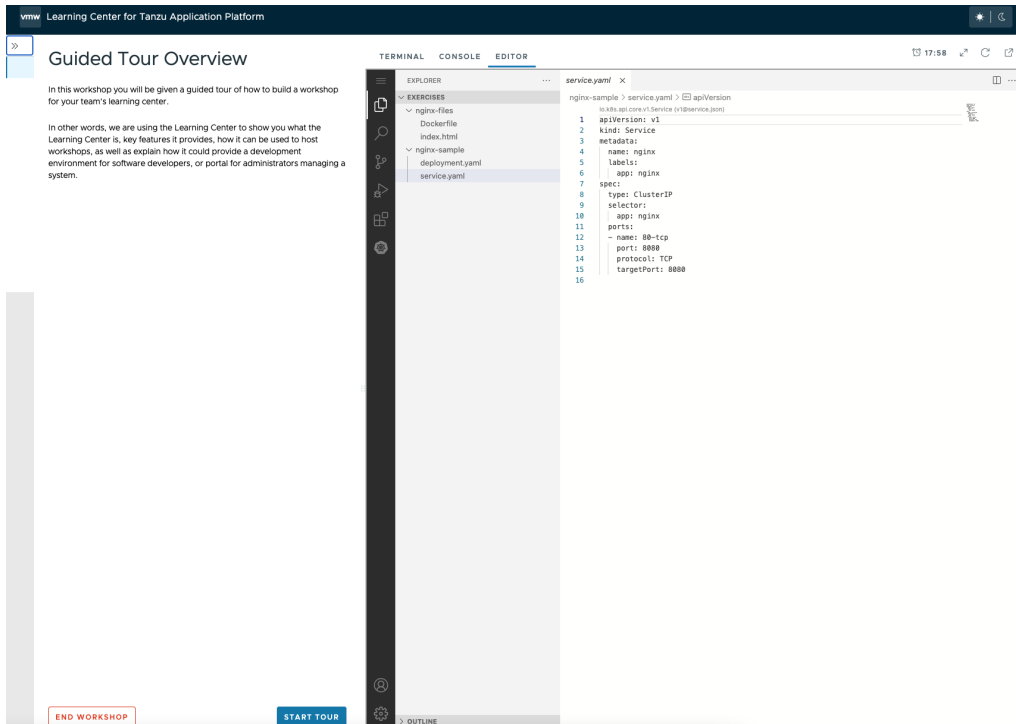 vmw Learning Center for Tanzu Application Platform
Guided Tour Overview
In this workshop you will be given a guided tour of how to build a workshop
for your team's learning center.
In other words, we are using the Learning Center to show you what the
Learning Center is, key features it provides, how it can be used to host
workshops, as well as explain how it could provide a development
environment for software developers, or portal for administrators managing a
system.
END WORKSHOP
START TOUR
TERMINAL CONSOLE EDITOR
17:58
EXPLORER
EXERCISES
nginx-files
Dockerfile
index.html
nginx-sample
deployment.yaml
service.yaml
OUTLINE
service.yaml
nginx-sample > service.yaml > apiVersion
io.k8s.api.core.v1.Service (v1@service.json)
1 apiVersion: v1
2 kind: Service
3 metadata:
4 name: nginx
5 labels:
6 app: nginx
7 spec:
8 type: ClusterIP
9 selector:
10 app: nginx
11 ports:
12 - name: 80-tcp
13 port: 8080
14 protocol: TCP
15 targetPort: 8080
16